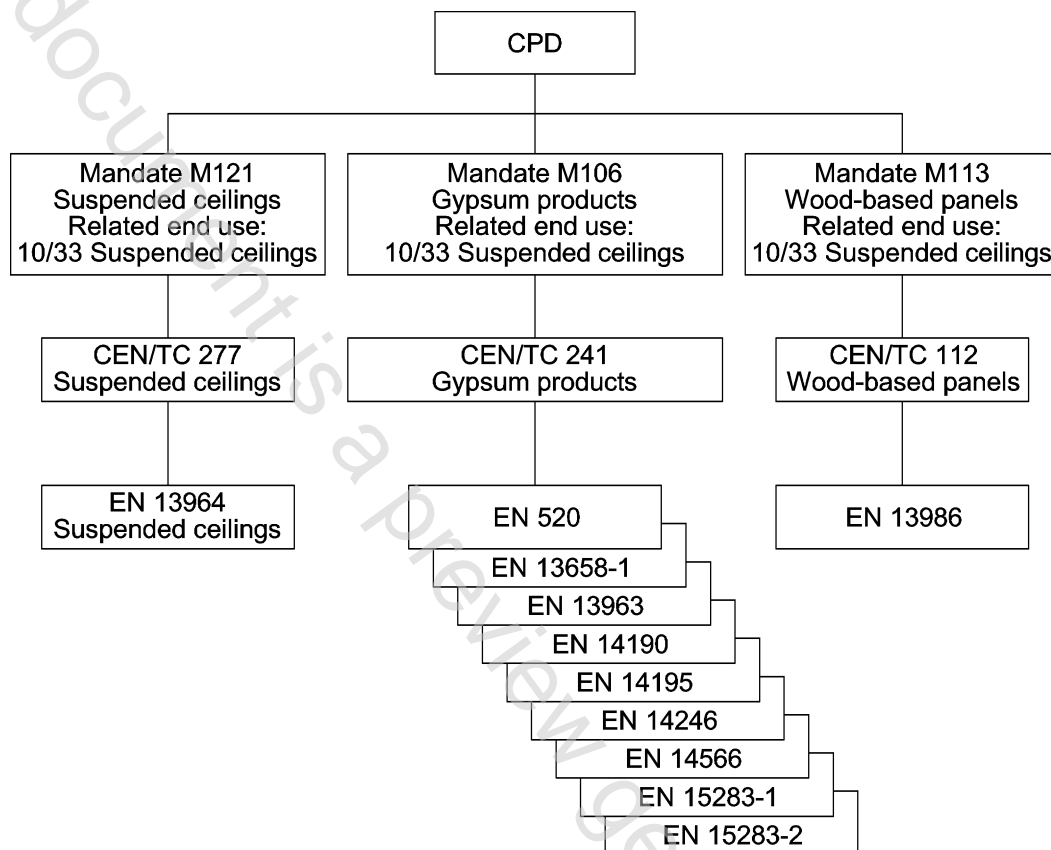 CPD
Mandate M121
Suspended ceilings
Related end use:
10/33 Suspended ceilings
Mandate M106
Gypsum products
Related end use:
10/33 Suspended ceilings
Mandate M113
Wood-based panels
Related end use:
10/33 Suspended ceilings
CEN/TC 277
Suspended ceilings
CEN/TC 241
Gypsum products
CEN/TC 112
Wood-based panels
EN 13964
Suspended ceilings
EN 520
EN 13986
EN 13658-1
EN 13963
EN 14190
EN 14195
EN 14246
EN 14566
EN 15283-1
EN 15283-2
document is a preview ge